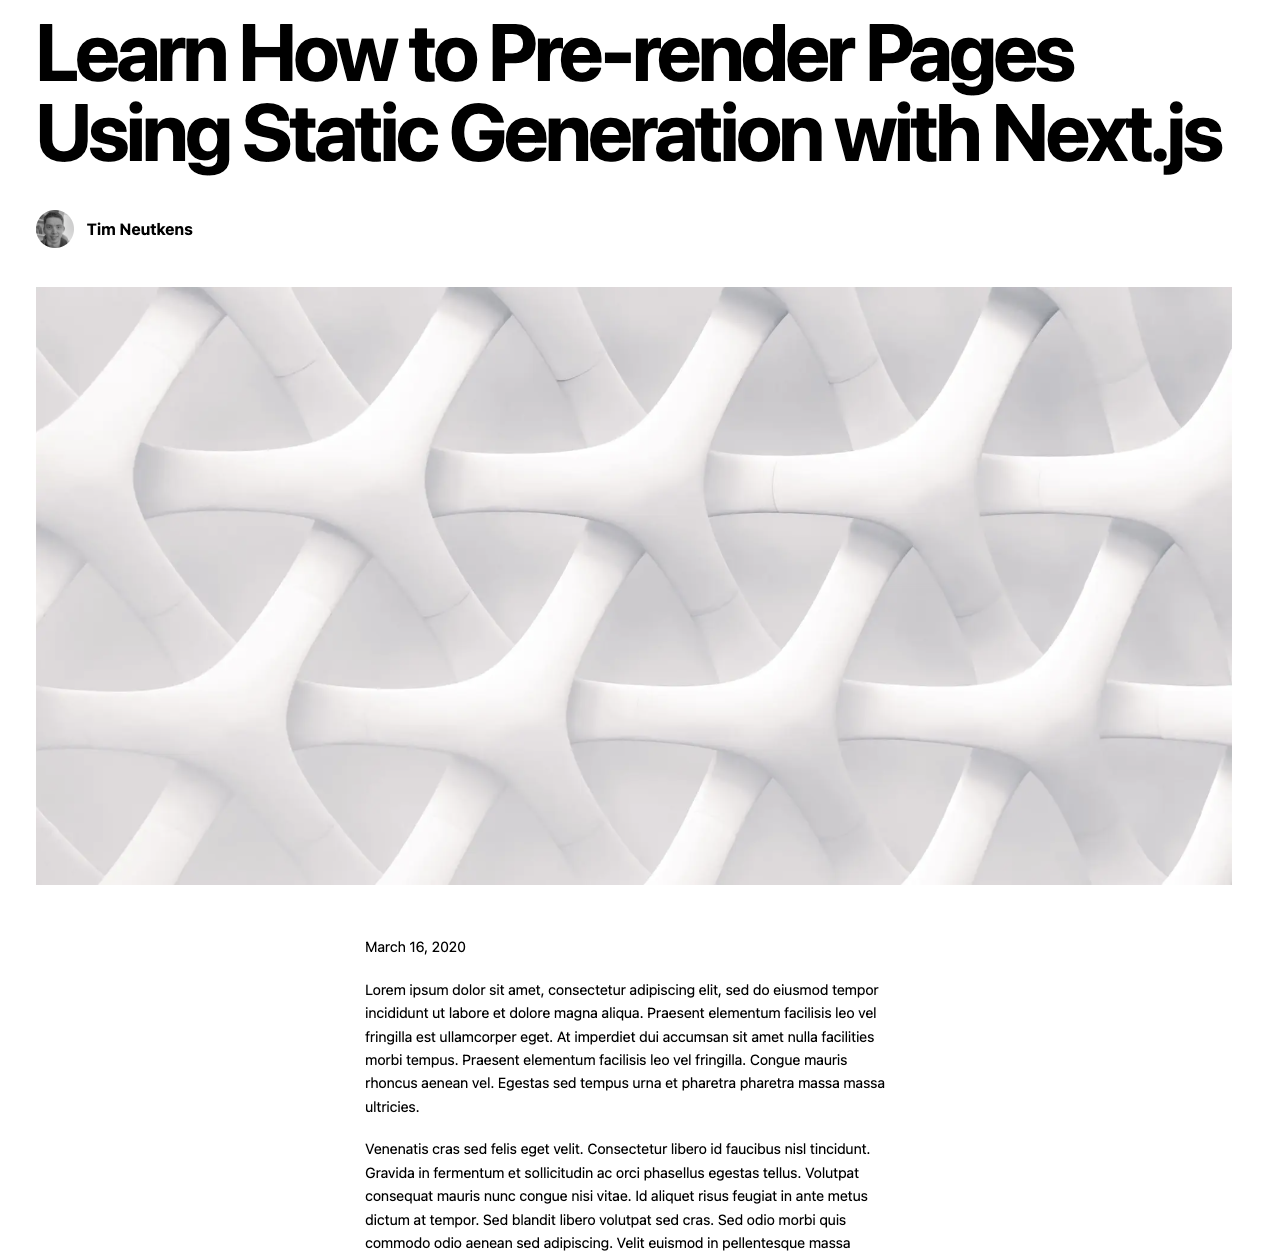 Learn How to Pre-render Pages
Using Static Generation with Next.js
Tim Neutkens
March 16, 2020
Lorem ipsum dolor sit amet, consectetur adipiscing elit, sed do eiusmod tempor
incididunt ut labore et dolore magna aliqua. Praesent elementum facilisis leo vel
fringilla est ullamcorper eget. At imperdiet dui accumsan sit amet nulla facilities
morbi tempus. Praesent elementum facilisis leo vel fringilla. Congue mauris
rhoncus aenean vel. Egestas sed tempus urna et pharetra pharetra massa massa
ultricies.
Venenatis cras sed felis eget velit. Consectetur libero id faucibus nisl tincidunt.
Gravida in fermentum et sollicitudin ac orci phasellus egestas tellus. Volutpat
consequat mauris nunc congue nisi vitae. Id aliquet risus feugiat in ante metus
dictum at tempor. Sed blandit libero volutpat sed cras. Sed odio morbi quis
commodo odio aenean sed adipiscing. Velit euismod in pellentesque massa